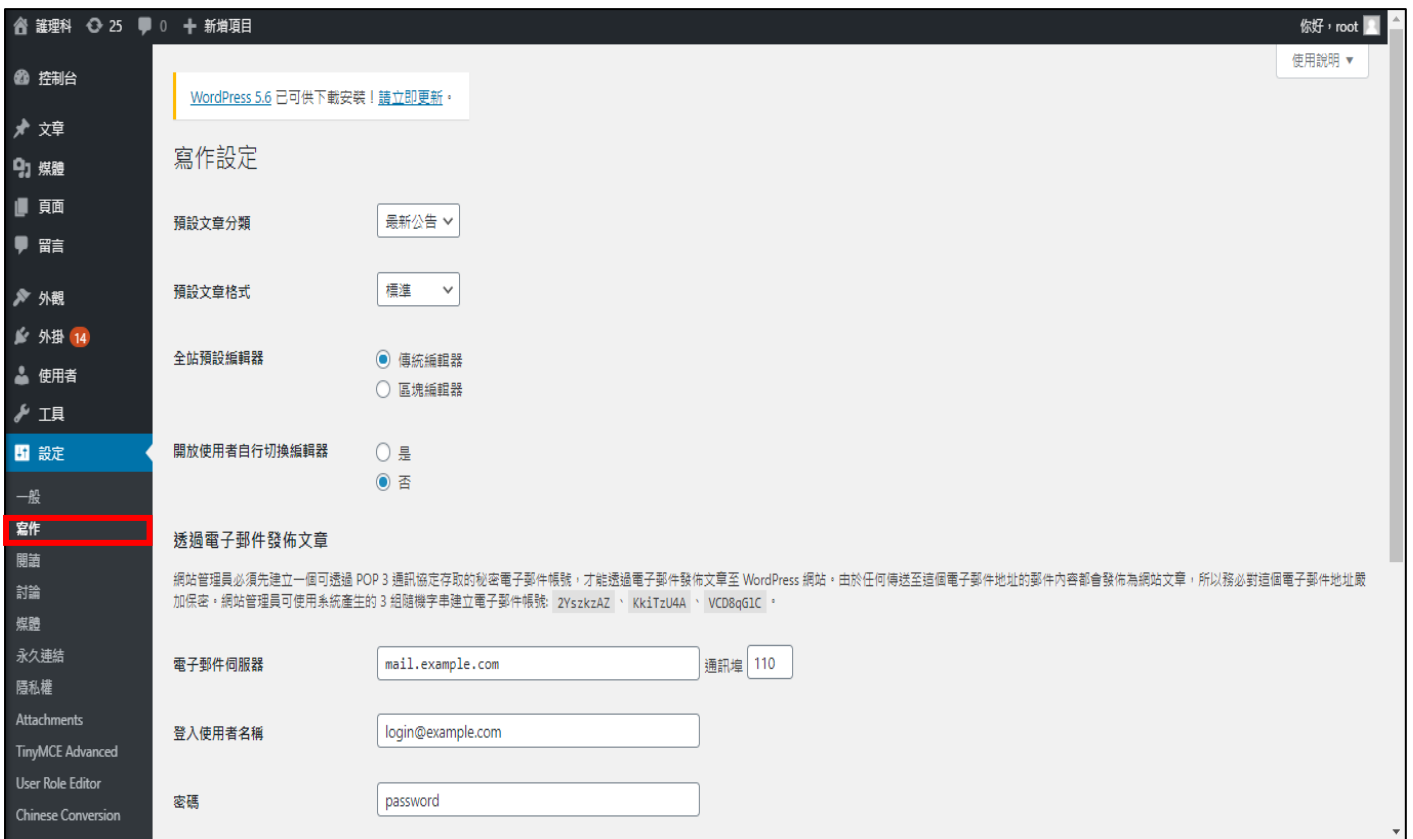 護理科 25 0 新增項目 你好，root
使用說明
控制台
文章
媒體
頁面
留言
外觀
外掛 14
使用者
工具
設定
一般
寫作
閱讀
討論
媒體
永久連結
隱私權
Attachments
TinyMCE Advanced
User Role Editor
Chinese Conversion
WordPress 5.6 已可供下載安裝！請立即更新。
寫作設定
預設文章分類 最新公告
預設文章格式 標準
全站預設編輯器 傳統編輯器
區塊編輯器
開放使用者自行切換編輯器 是
否
透過電子郵件發佈文章
網站管理員必須先建立一個可透過 POP 3 通訊協定存取的秘密電子郵件帳號，才能透過電子郵件發佈文章至 WordPress 網站。由於任何傳送至這個電子郵件地址的郵件內容都會發佈為網站文章，所以務必對這個電子郵件地址嚴
加保密。網站管理員可使用系統產生的 3 組隨機字串建立電子郵件帳號: 2YszkzAZ 、 KkiTzU4A 、 VCD8qGlC 。
電子郵件伺服器 mail.example.com 通訊埠 110
登入使用者名稱 login@example.com
密碼 password